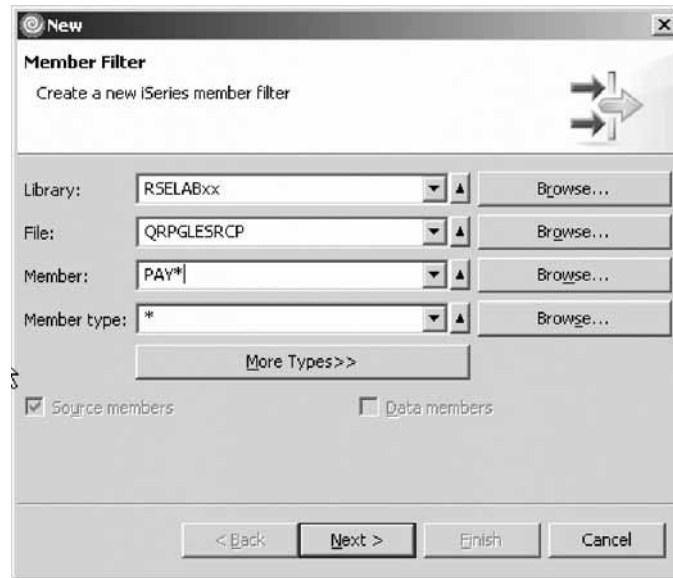 New
Member Filter
Create a new iSeries member filter
Library: RSELABxx Browse...
File: QRPGLESRCP Browse...
Member: PAY* Browse...
Member type: * Browse...
More Types>>
Source members Data members
< Back Next > Finish Cancel